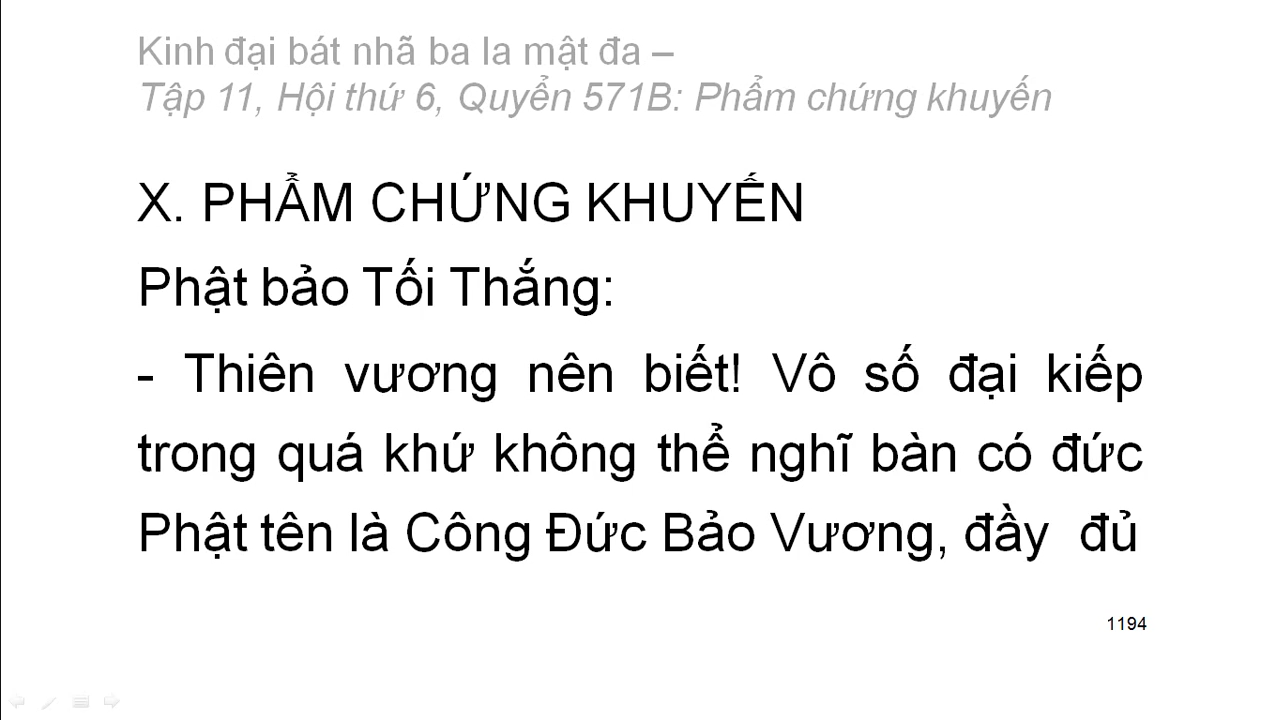 Kinh đại bát nhã ba la mật đa –
Tập 11, Hội thứ 6, Quyển 571B: Phẩm chứng khuyến
X. PHẨM CHỨNG KHUYẾN
Phật bảo Tối Thắng:
- Thiên vương nên biết! Vô số đại kiếp
trong quá khứ không thể nghĩ bàn có đức
Phật tên là Công Đức Bảo Vương, đầy đủ
1194